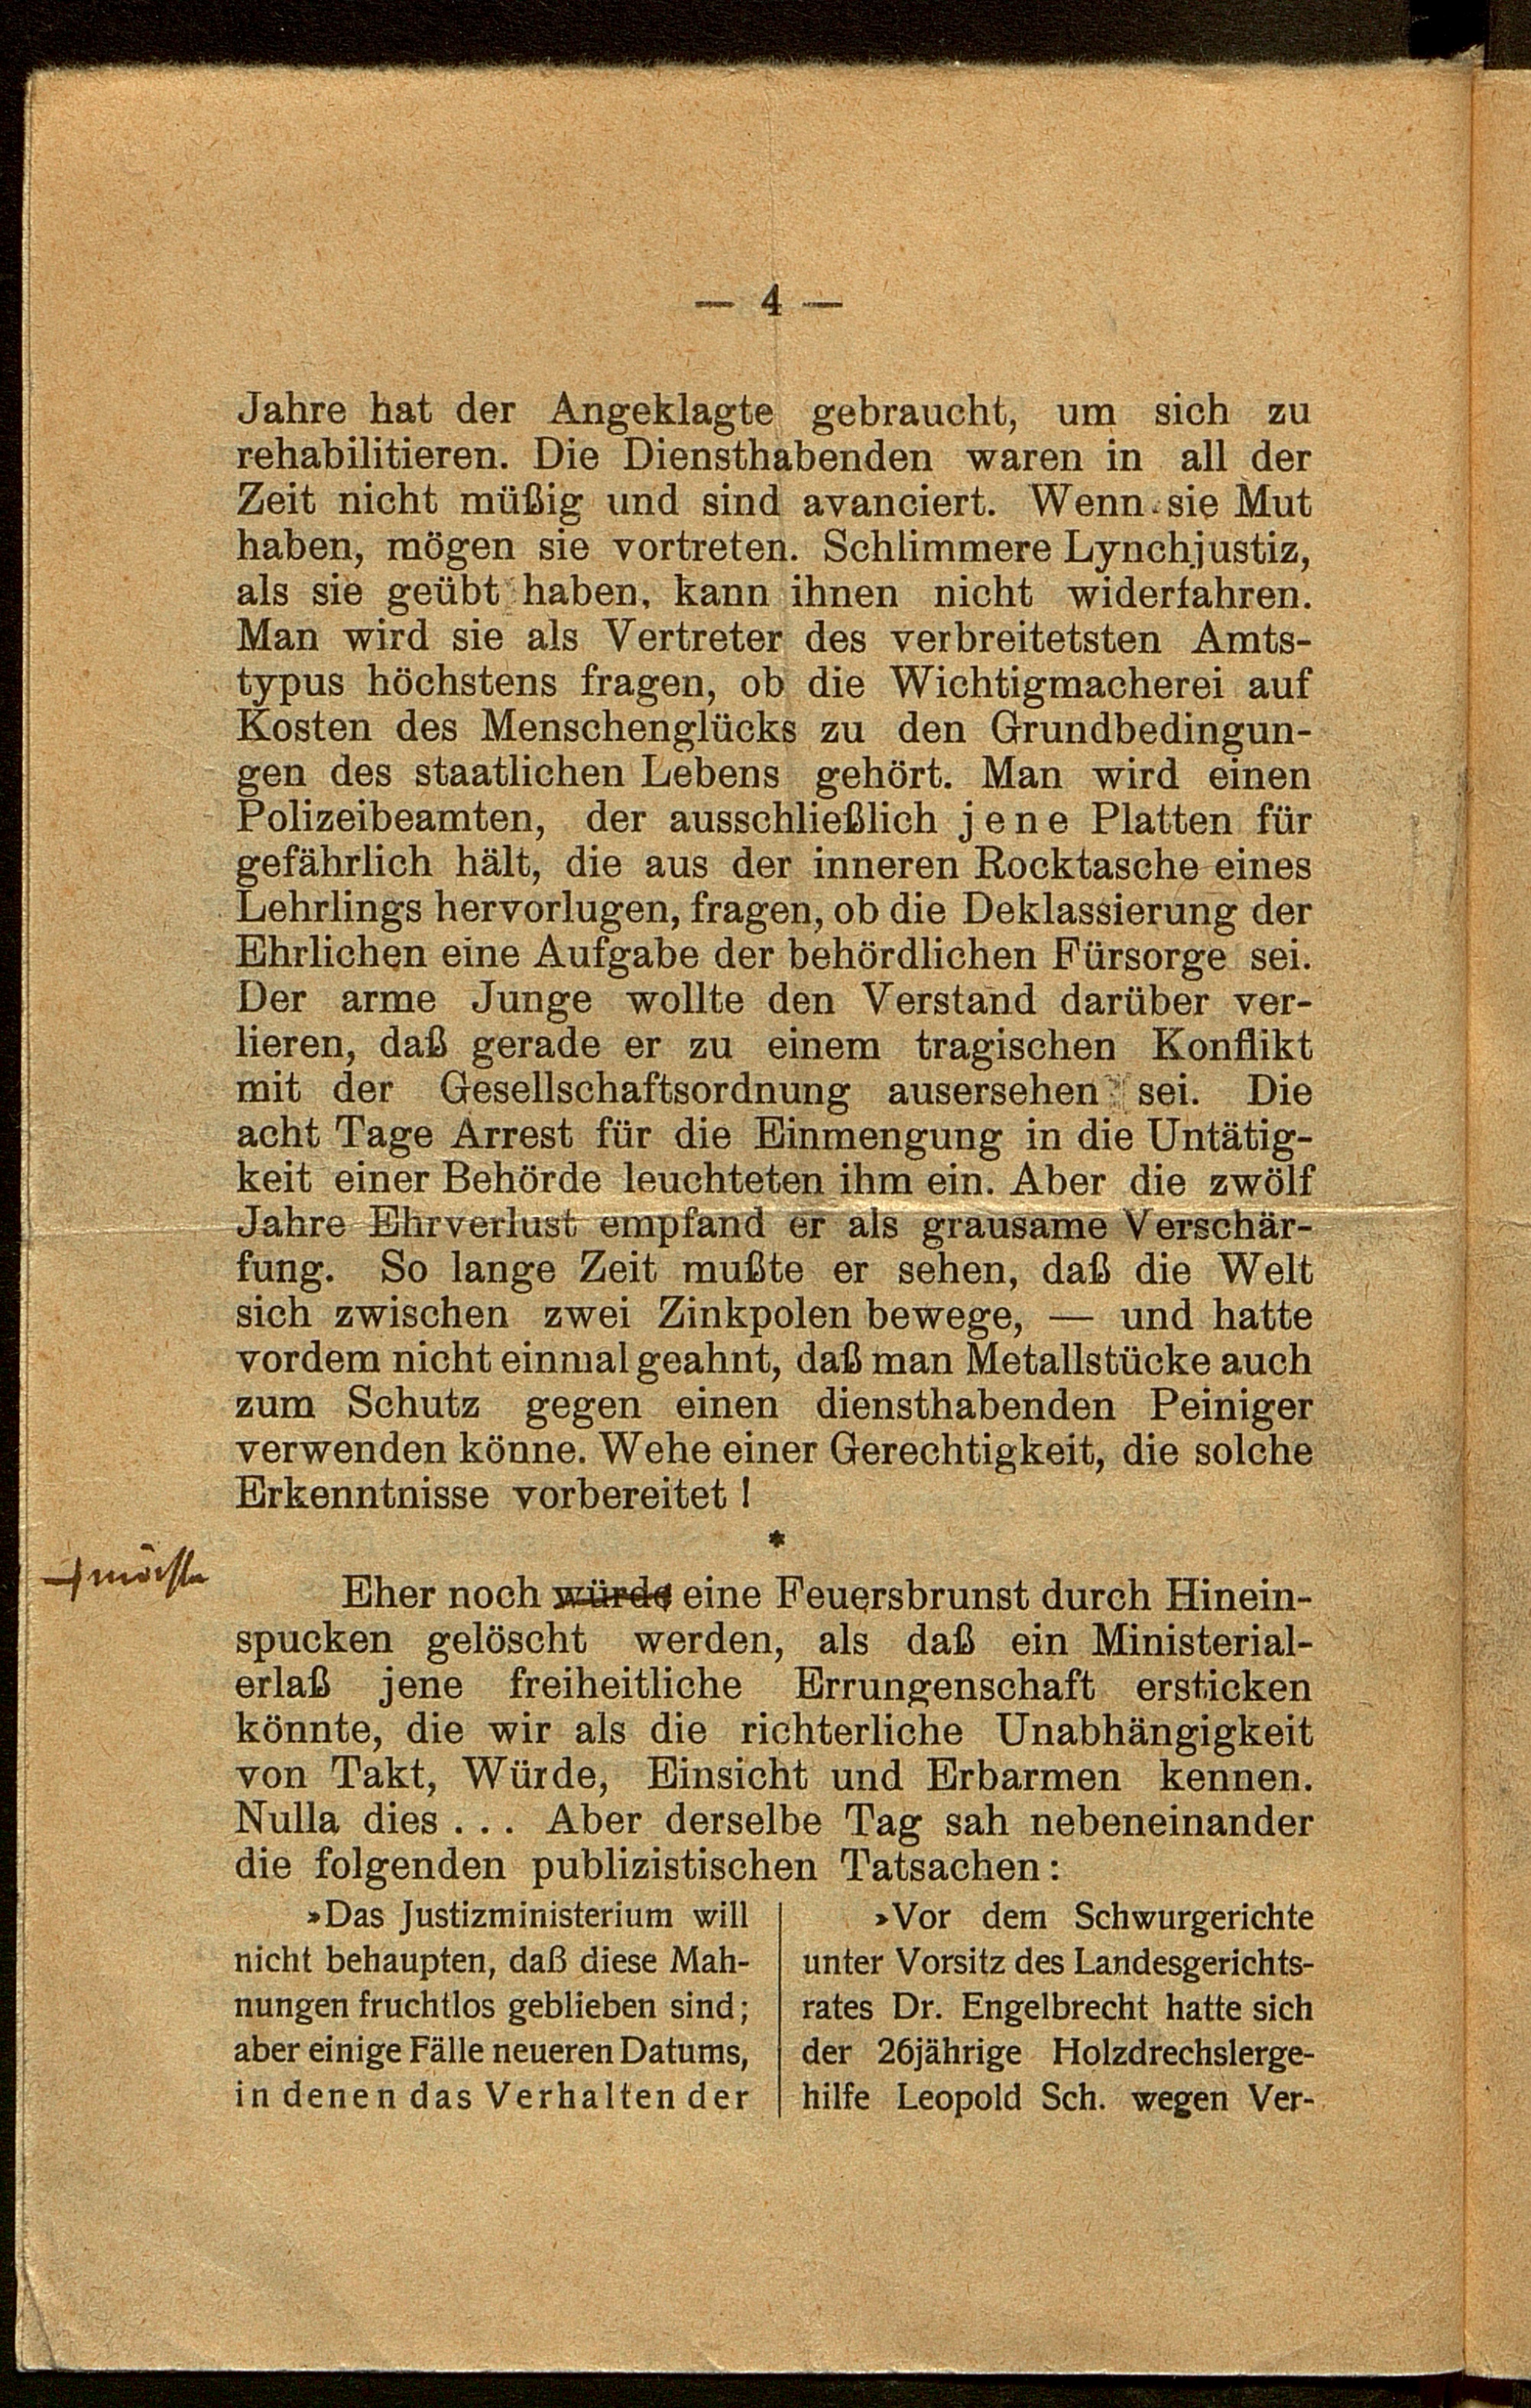 — 4 —
Jahre hat der Angeklagte gebraucht, um sich zu
rehabilitieren. Die Diensthabenden waren in all der
Zeit nicht müßig und sind avanciert. Wenn sie Mut
haben, mögen sie vortreten. Schlimmere Lynchjustiz,
als sie geübt haben, kann ihnen nicht widerfahren.
Man wird sie als Vertreter des verbreitetsten Amts-
typus höchstens fragen, ob die Wichtigmacherei auf
Kosten des Menschenglücks zu den Grundbedingun-
gen des staatlichen Lebens gehört. Man wird einen
Polizeibeamten, der ausschließlich jene Platten für
gefährlich hält, die aus der inneren Rocktasche eines
Lehrlings hervorlugen, fragen, ob die Deklassierung der
Ehrlichen eine Aufgabe der behördlichen Fürsorge sei.
Der arme Junge wollte den Verstand darüber ver-
lieren, daß gerade er zu einem tragischen Konflikt
mit der Gesellschaftsordnung ausersehen sei. Die
acht Tage Arrest für die Einmengung in die Untätig-
keit einer Behörde leuchteten ihm ein. Aber die zwölf
Jahre Ehrverlust empfand er als grausame Verschär-
fung. So lange Zeit mußte er sehen, daß die Welt
sich zwischen zwei Zinkpolen bewege, — und hatte
vordem nicht einmal geahnt, daß man Metallstücke auch
zum Schutz gegen einen diensthabenden Peiniger
verwenden könne. Wehe einer Gerechtigkeit, die solche
Erkenntnisse vorbereitet!
*
möchte
Eher noch würde eine Feuersbrunst durch Hinein-
spucken gelöscht werden, als daß ein Ministerial-
erlaß jene freiheitliche Errungenschaft ersticken
könnte, die wir als die richterliche Unabhängigkeit
von Takt, Würde, Einsicht und Erbarmen kennen.
Nulla dies ... Aber derselbe Tag sah nebeneinander
die folgenden publizistischen Tatsachen:
»Das Justizministerium will
nicht behaupten, daß diese Mah-
nungen fruchtlos geblieben sind;
aber einige Fälle neueren Datums,
in denen das Verhalten der
»Vor dem Schwurgerichte
unter Vorsitz des Landesgerichts-
rates Dr. Engelbrecht hatte sich
der 26jährige Holzdrechslerge-
hilfe Leopold Sch. wegen Ver-